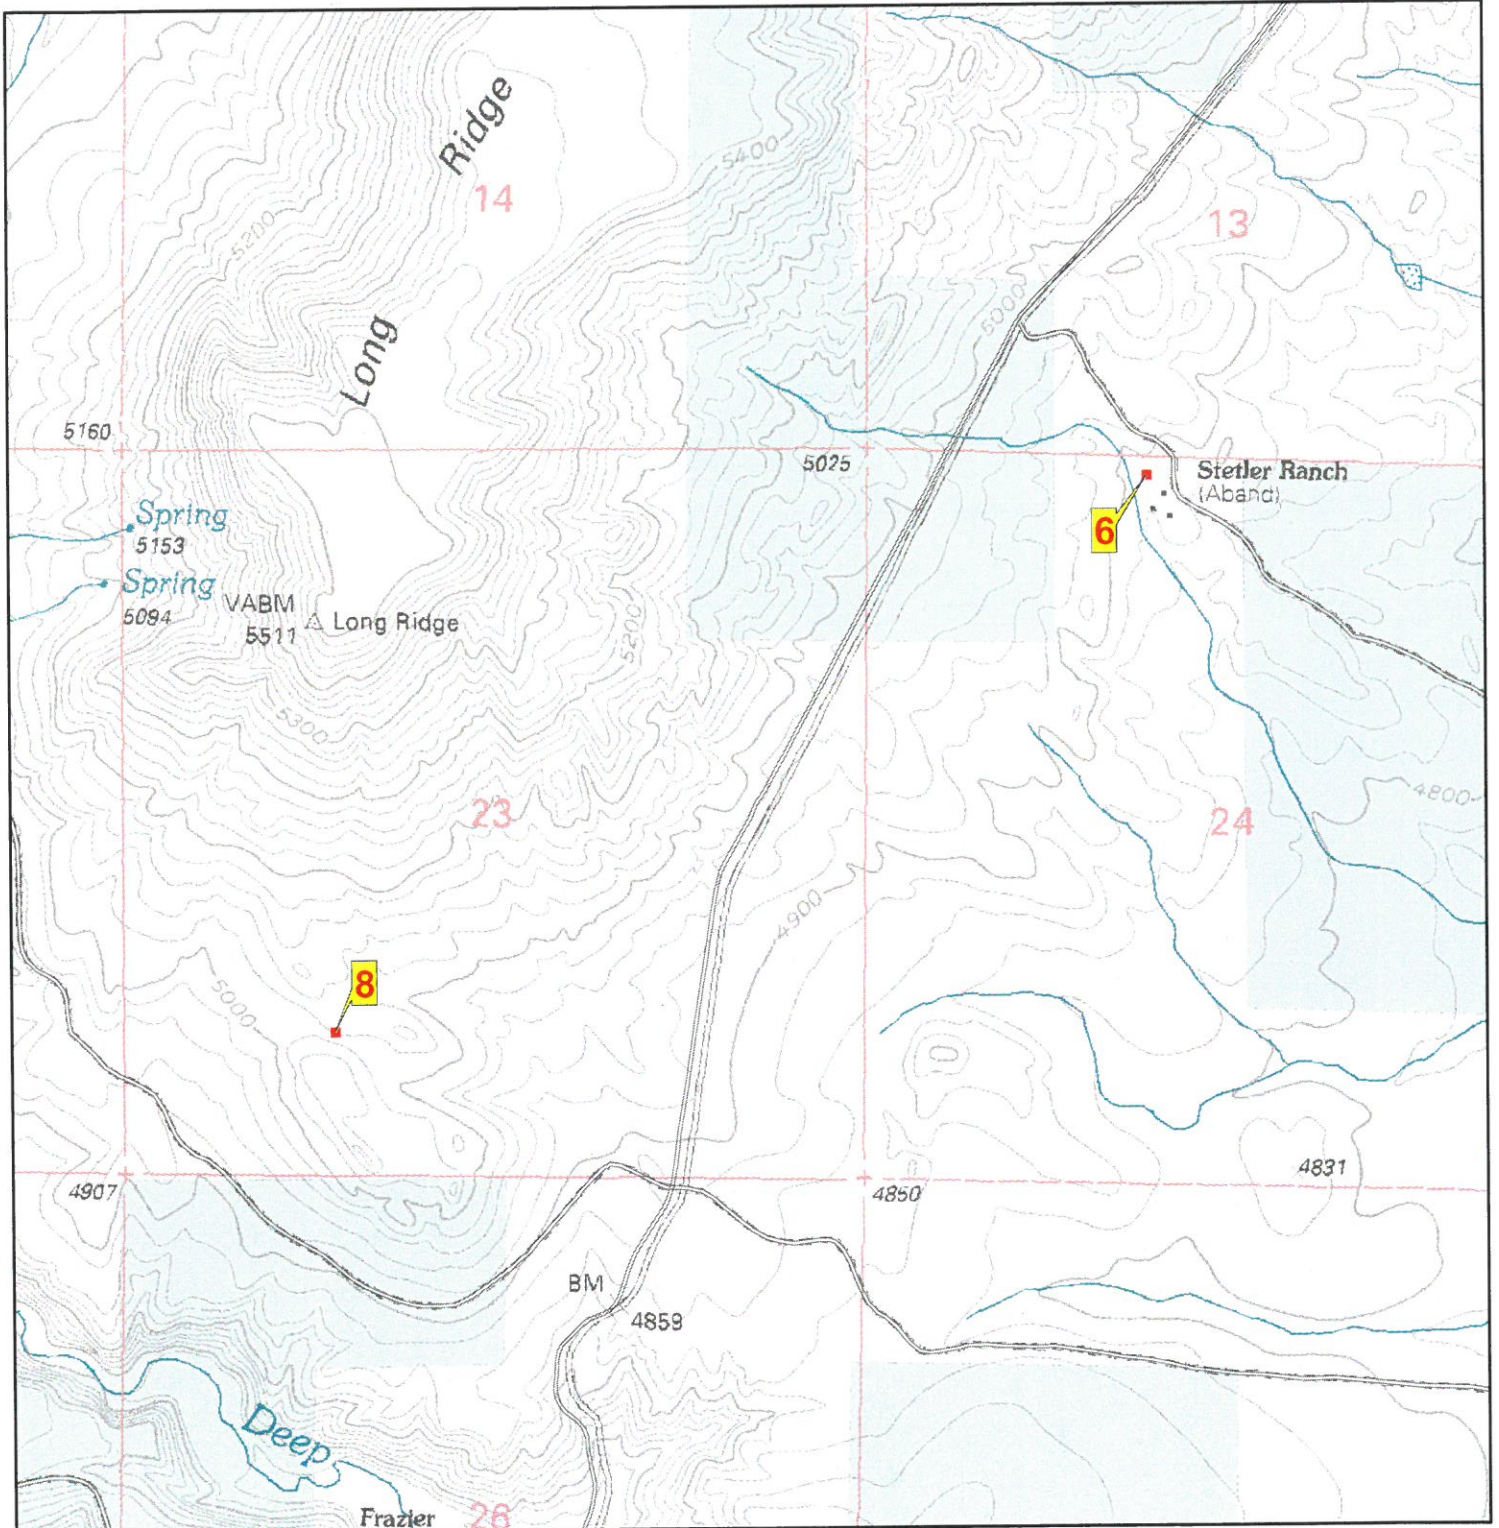 Ridge
14
5400
13
5200
Long
5000
5160
5025
Stetler Ranch
(Aband)
6
Spring
5153
Spring
5094
VABM
5511
Long Ridge
5200
5300
4800
23
24
4900
8
5000
4907
4850
4831
BM
4859
Deep
Frazier
26